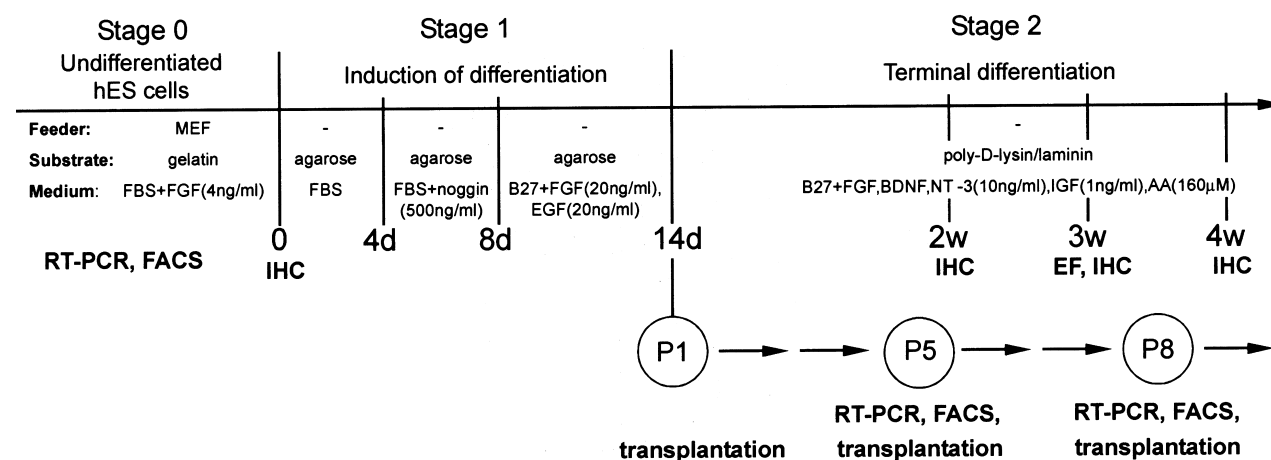 Stage 0 Stage 1 Stage 2
Undifferentiated
hES cells
Induction of differentiation
Terminal differentiation
Feeder: MEF - - - -
Substrate: gelatin agarose agarose agarose poly-D-lysin/laminin
Medium: FBS+FGF(4ng/ml) FBS FBS+noggin B27+FGF(20ng/ml), B27+FGF,BDNF,NT -3(10ng/ml),IGF(1ng/ml),AA(160µM)
(500ng/ml) EGF(20ng/ml)
0 4d 8d 14d 2w 3w 4w
RT-PCR, FACS IHC IHC EF, IHC IHC
P1 P5 P8
RT-PCR, FACS, RT-PCR, FACS,
transplantation transplantation transplantation